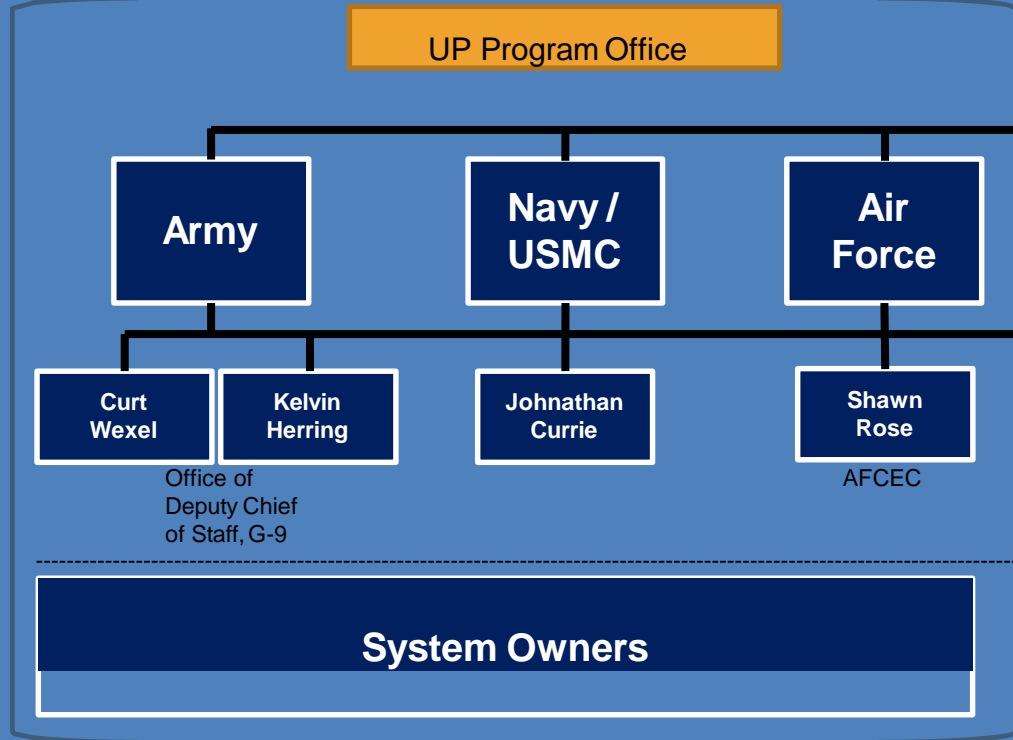 UP Program Office
Army
Navy /
USMC
Air
Force
Curt
Wexel
Kelvin
Herring
Johnathan
Currie
Shawn
Rose
Office of
Deputy Chief
of Staff, G-9
AFCEC
System Owners